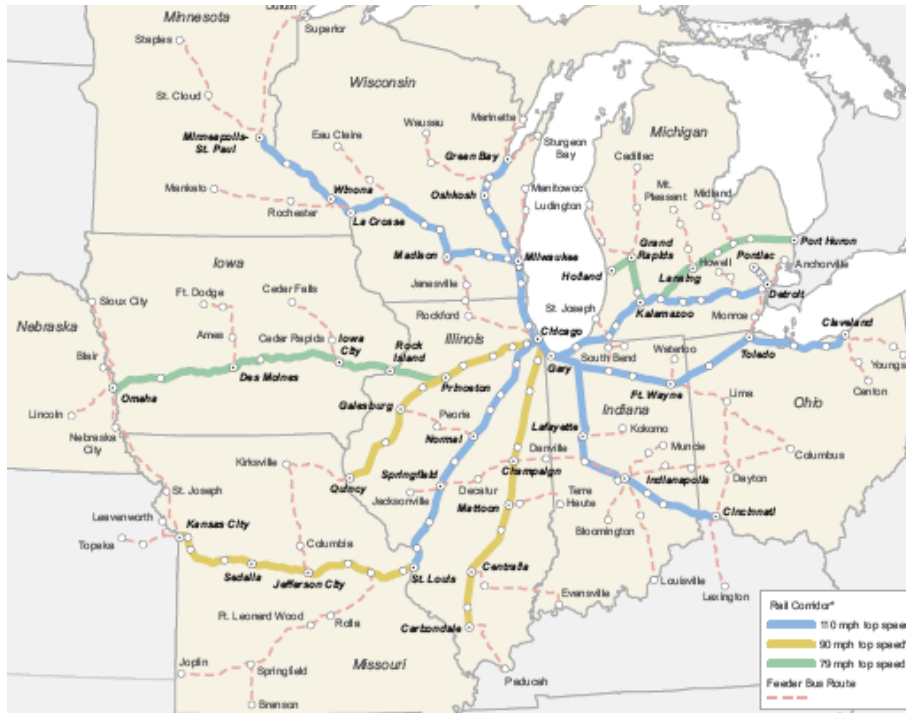 Minnesota
Superior
Staples
Wisconsin
St. Cloud
Marinette
Wausau
Michigan
Minneapolis-
St. Paul
Eau Claire
Green Bay
Sturgeon
Bay
Cadillac
Mankato
Winona
Oshkosh
Manitowoc
Mt.
Pleasant
Midland
Rochester
La Crosse
Ludington
Grand
Rapids
Port Huron
Iowa
Madison
Milwaukee
Holland
Lansing
Howell
Pontiac
Anchorville
Sioux City
Ft. Dodge
Cedar Falls
Janesville
Detroit
Nebraska
Rockford
St. Joseph
Kalamazoo
Monroe
Cleveland
Ames
Cedar Rapids
Iowa
City
Rock
Island
Illinois
Chicago
South Bend
Waterloo
Toledo
Youngs
Blair
Gary
Canton
Omaha
Des Moines
Princeton
Ft. Wayne
Lima
Ohio
Lincoln
Galesburg
Peoria
Indiana
Nebraska
City
Normal
Lafayette
Kokomo
Kirksville
Danville
Muncie
Columbus
Quincy
Springfield
Champaign
Indianapolis
Dayton
St. Joseph
Jacksonville
Decatur
Terre
Haute
Leavenworth
Kansas City
Mattoon
Cincinnati
Topeka
Columbia
Bloomington
Sedalia
Jefferson City
St. Louis
Centralia
Louisville
Lexington
Evansville
Ft. Leonard Wood
Rolla
Carbondale
Joplin
Springfield
Missouri
Paducah
Branson
Rail Corridor*
110 mph top speed
90 mph top speed
79 mph top speed
Feeder Bus Route